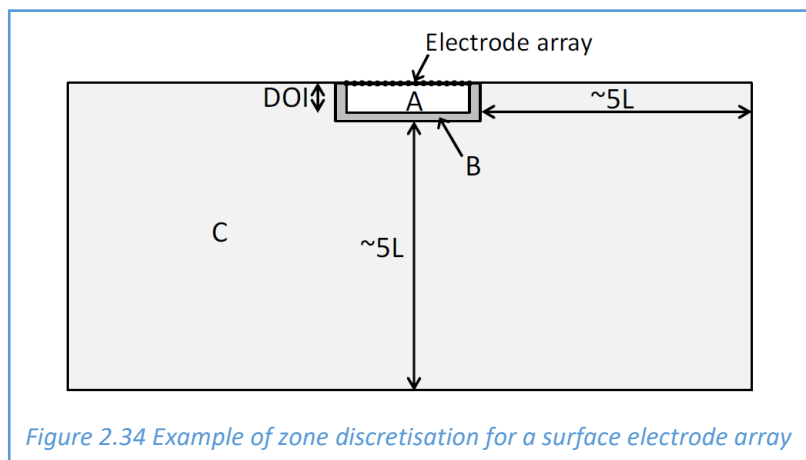 Electrode array
DOI
A
~5L
B
C
~5L
Figure 2.34 Example of zone discretisation for a surface electrode array